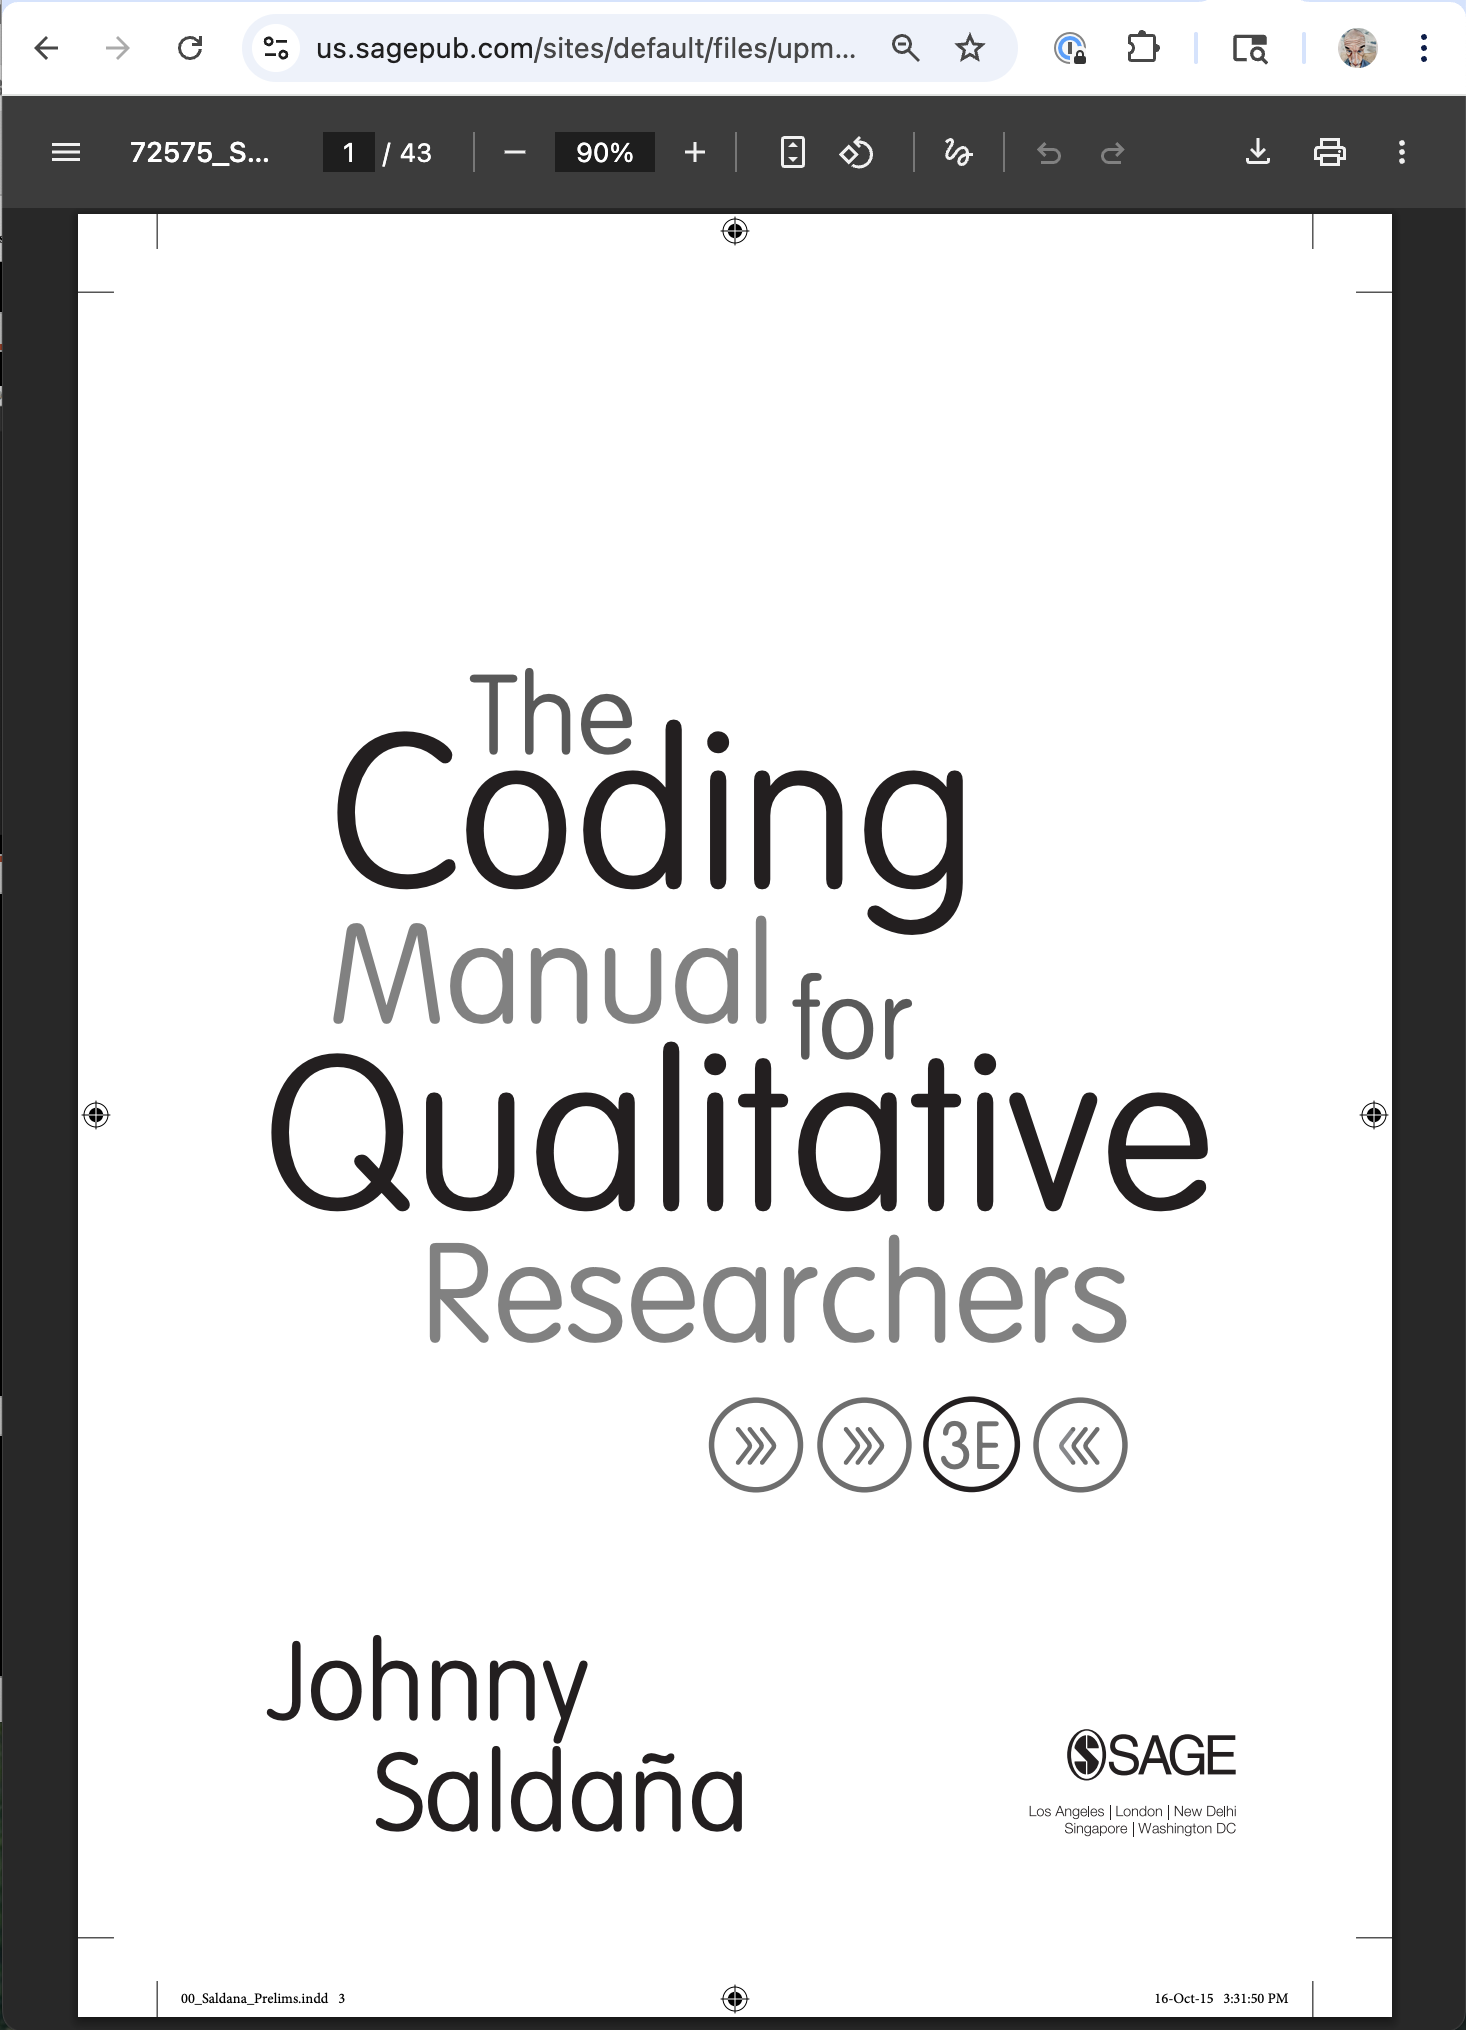 us.sagepub.com/sites/default/files/upm...
72575_S... 1 / 43 90%
The
Coding
Manual for
Qualitative
Researchers
3E
Johnny
Saldaña
SAGE
Los Angeles | London | New Delhi
Singapore | Washington DC
00_Saldana_Prelims.indd 3 16-Oct-15 3:31:50 PM